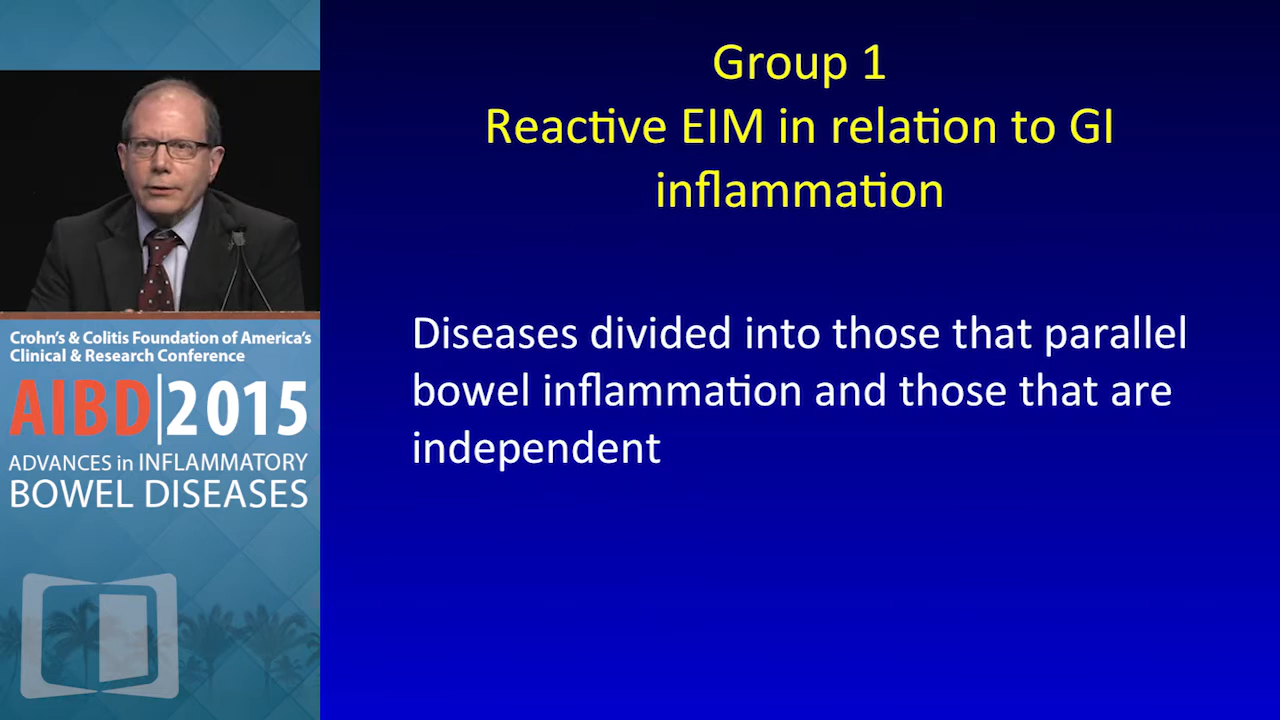 Group 1
Reactive EIM in relation to GI
inflammation
Diseases divided into those that parallel
bowel inflammation and those that are
independent
Crohn's & Colitis Foundation of America's
Clinical & Research Conference
AIBD|2015
ADVANCES in INFLAMMATORY
BOWEL DISEASES